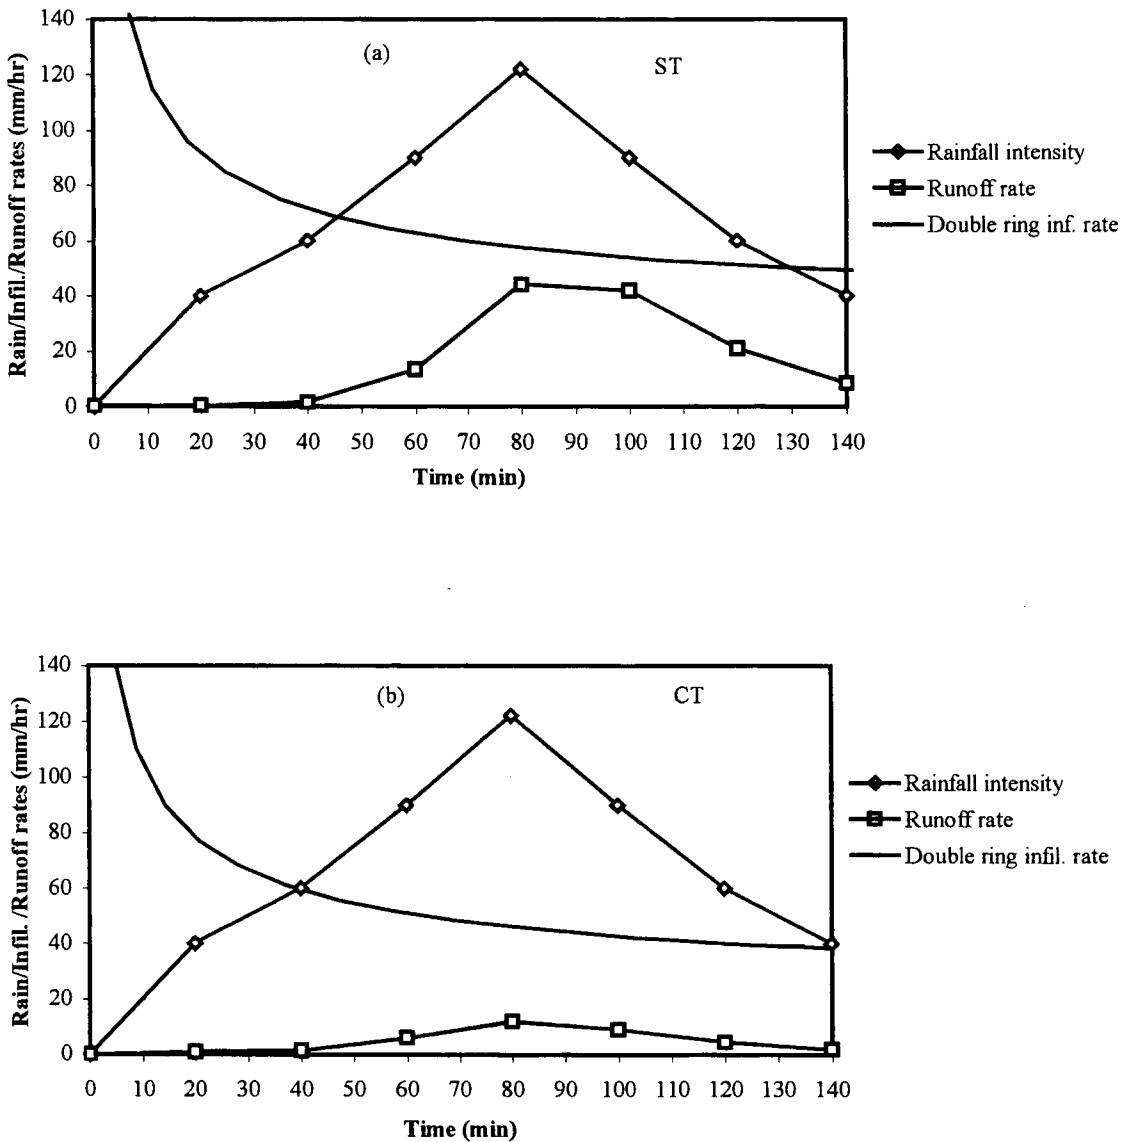 (a)
ST
Rain/Infil./Runoff rates (mm/hr)
140
120
100
80
60
40
20
0
0 10 20 30 40 50 60 70 80 90 100 110 120 130 140
Time (min)
Rainfall intensity
Runoff rate
Double ring inf. rate
(b)
CT
Rain/Infil. /Runoff rates (mm/hr)
140
120
100
80
60
40
20
0
0 10 20 30 40 50 60 70 80 90 100 110 120 130 140
Time (min)
Rainfall intensity
Runoff rate
Double ring infil. rate